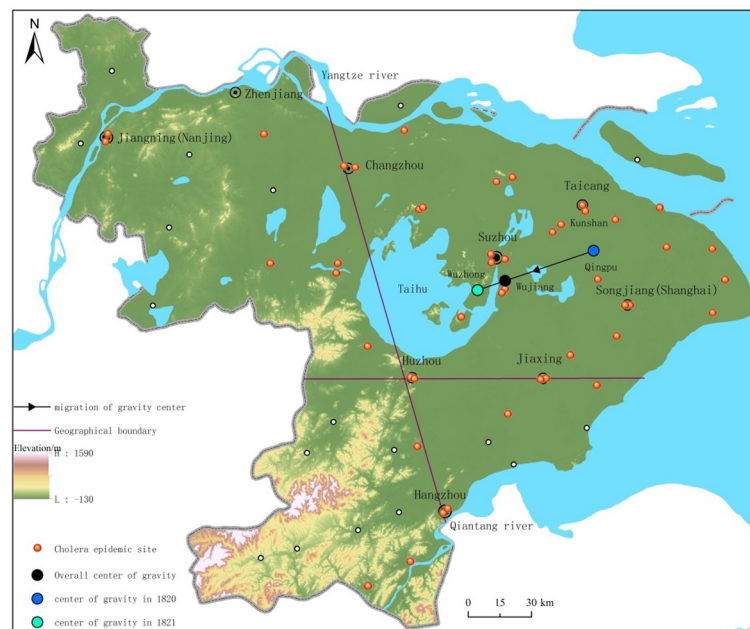 N
Yangtze river
Zhenjiang
Jiangning(Nanjing)
Changzhou
Taicang
Kunshan
Suzhou
Qingpu
Wuzhong
Wujiang
Taihu
Songjiang(Shanghai)
Huzhou
Jiaxing
migration of gravity center
Geographical boundary
Elevation/m
H : 1590
L : -130
Hangzhou
Qiantang river
Cholera epidemic site
Overall center of gravity
center of gravity in 1820
center of gravity in 1821
0 15 30 km